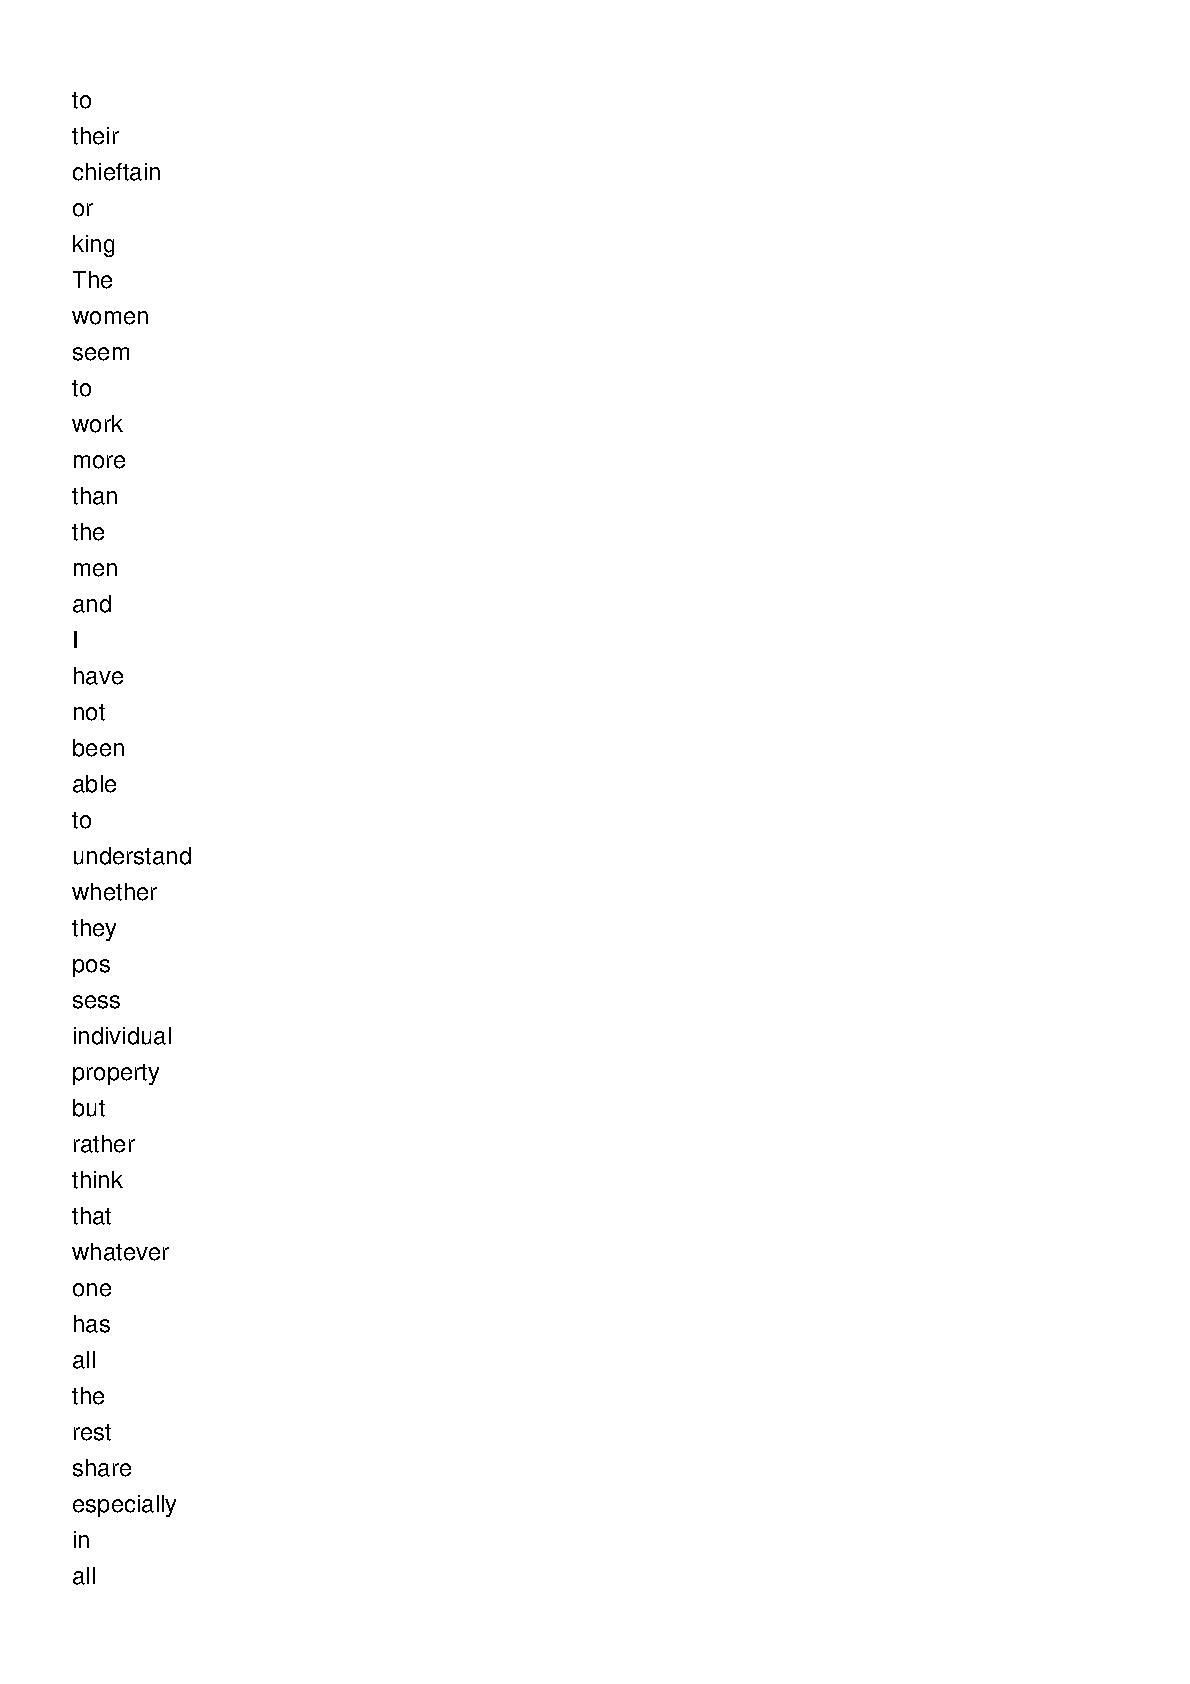 to
their
chieftain
or
king
The
women
seem
to
work
more
than
the
men
and
I
have
not
been
able
to
understand
whether
they
pos
sess
individual
property
but
rather
think
that
whatever
one
has
all
the
rest
share
especially
in
all